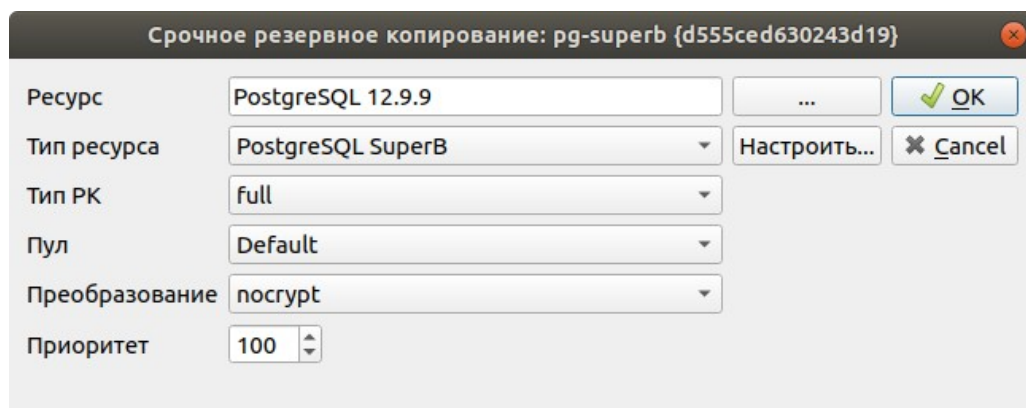 Срочное резервное копирование: pg-superb {d555ced630243d19}
Ресурс PostgreSQL 12.9.9 ... OK
Тип ресурса PostgreSQL SuperB Настроить... Cancel
Тип РК full
Пул Default
Преобразование nocrypt
Приоритет 100